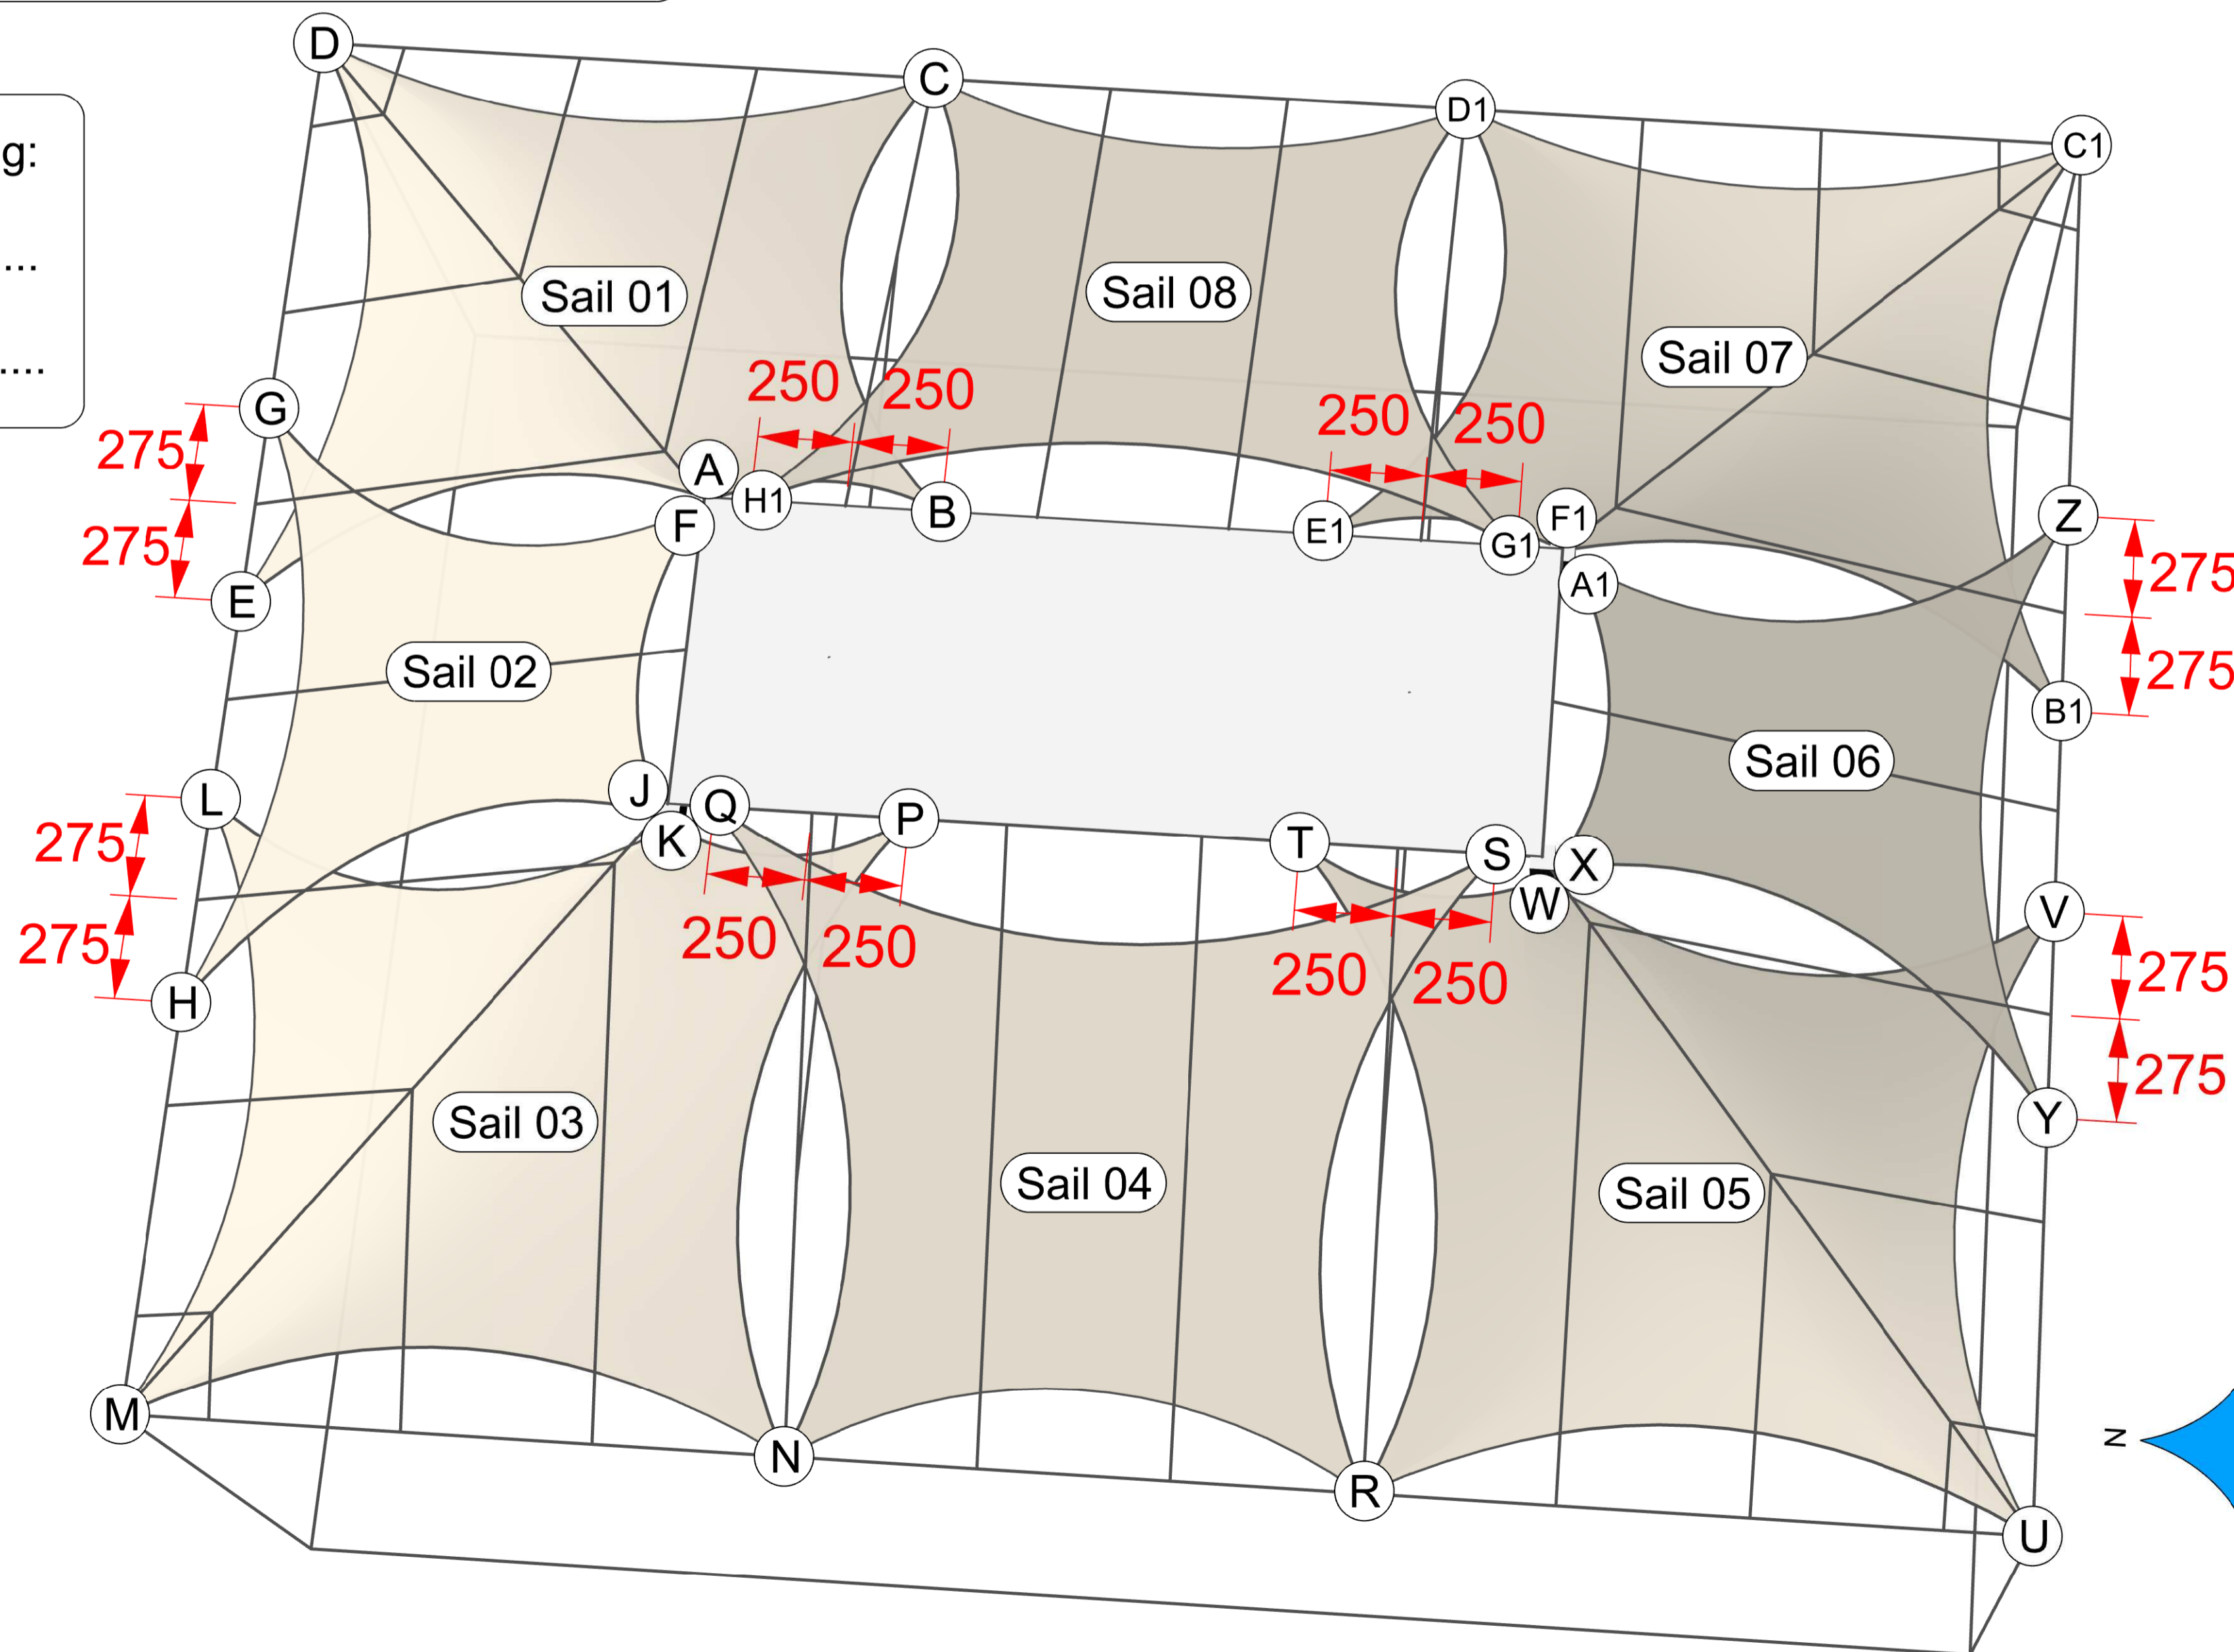 D
C
D1
C1
g:
...
....
Sail 01
Sail 08
Sail 07
250
250
250
250
G
275
275
E
A
H1
B
F
E1
G1
F1
A1
Z
275
275
B1
Sail 02
Sail 06
L
275
275
H
J
K
Q
P
T
S
W
X
V
275
275
Y
250
250
250
250
Sail 03
Sail 04
Sail 05
M
N
R
U
N